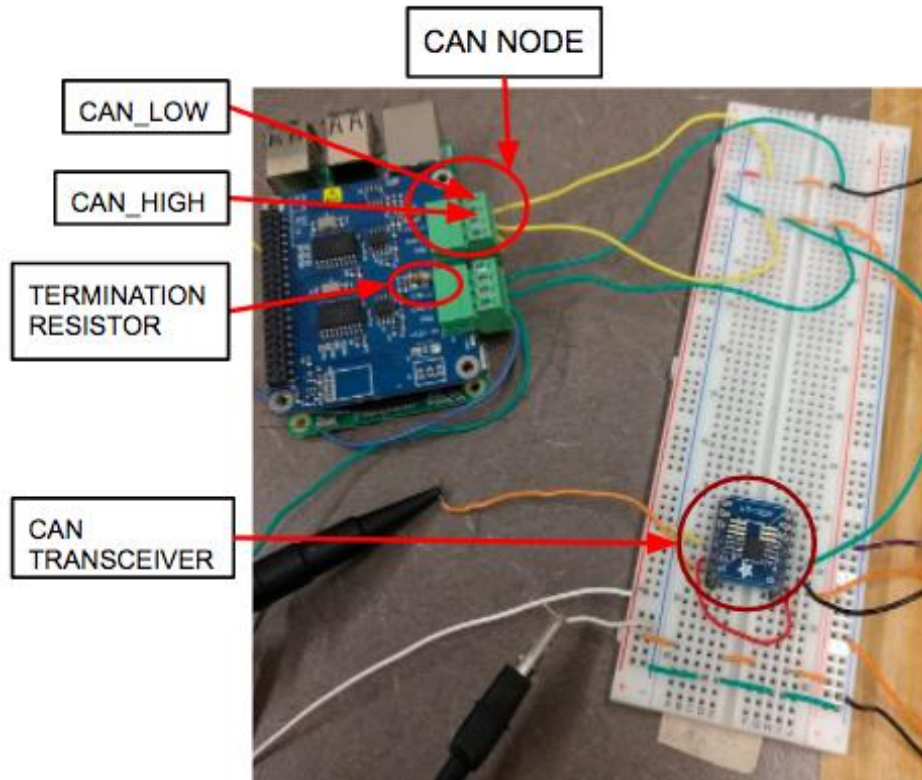 CAN NODE
CAN_LOW
CAN_HIGH
TERMINATION
RESISTOR
CAN
TRANSCEIVER